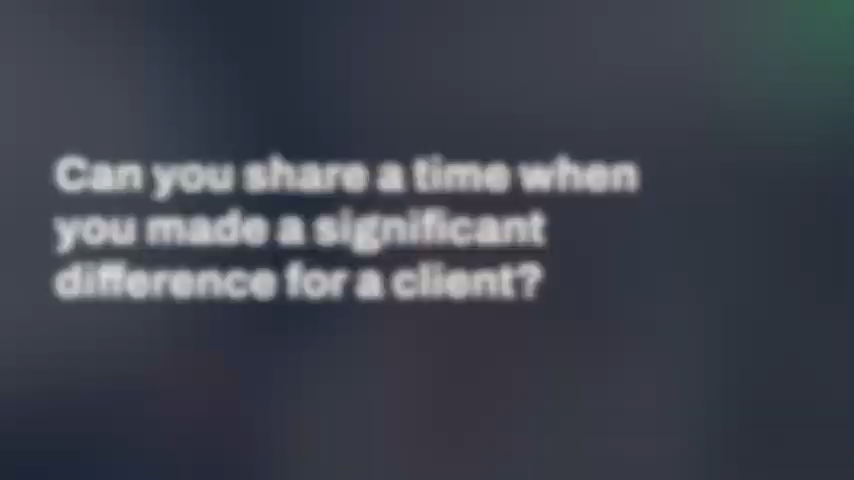 Can you share a time when
you made a significant
difference for a client?